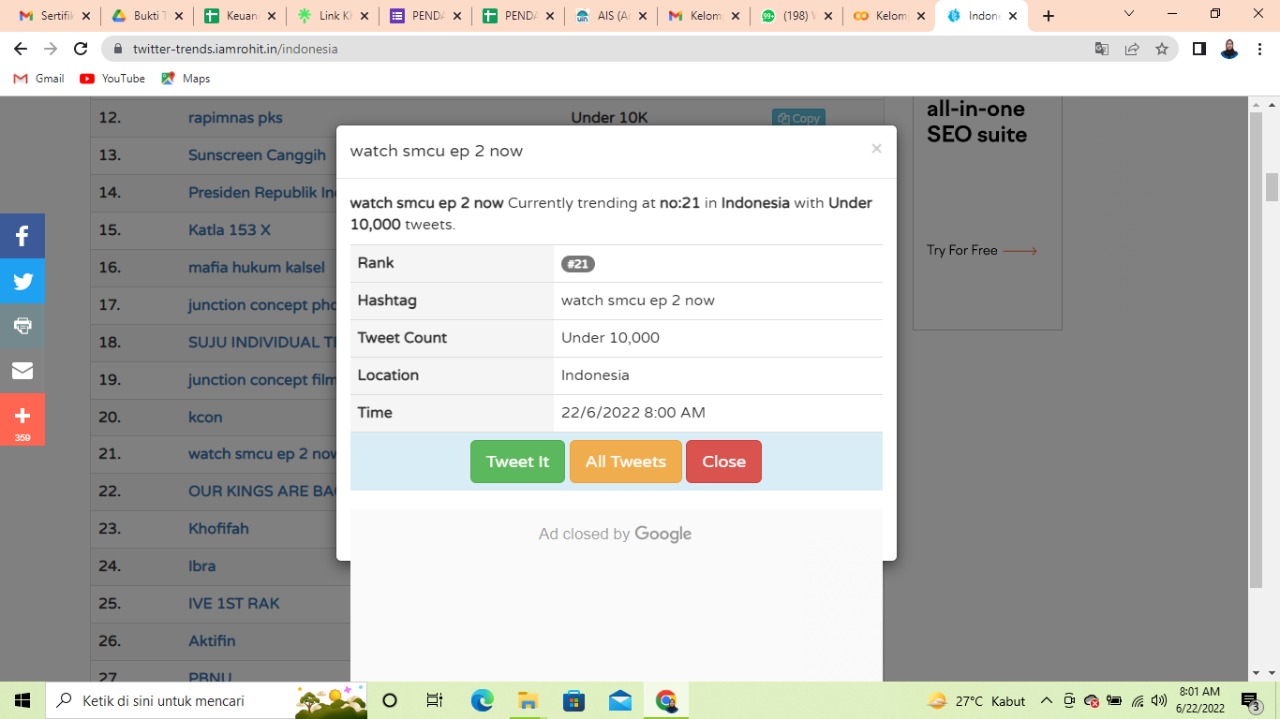 Sertifik
Bukti T
Keuang
Link K
PENDA
PENDA
AIS (Ac
Kelom
(198) V
Kelom
Indon
twitter-trends.iamrohit.in/indonesia
Gmail
YouTube
Maps
12. rapimnas pks Under 10K Copy
13. Sunscreen Canggih
14. Presiden Republik In
15. Katla 153 X
16. mafia hukum kalsel
17. junction concept pho
18. SUJU INDIVIDUAL T
19. junction concept film
20. kcon
21. watch smcu ep 2 now
22. OUR KINGS ARE BA
23. Khofifah
24. Ibra
25. IVE 1ST RAK
26. Aktifin
27. PBNU
359
watch smcu ep 2 now ×
watch smcu ep 2 now Currently trending at no:21 in Indonesia with Under
10,000 tweets.
Rank #21
Hashtag watch smcu ep 2 now
Tweet Count Under 10,000
Location Indonesia
Time 22/6/2022 8:00 AM
Tweet It All Tweets Close
Ad closed by Google
all-in-one
SEO suite
Try For Free
Ketik di sini untuk mencari
27°C Kabut
8:01 AM
6/22/2022
3